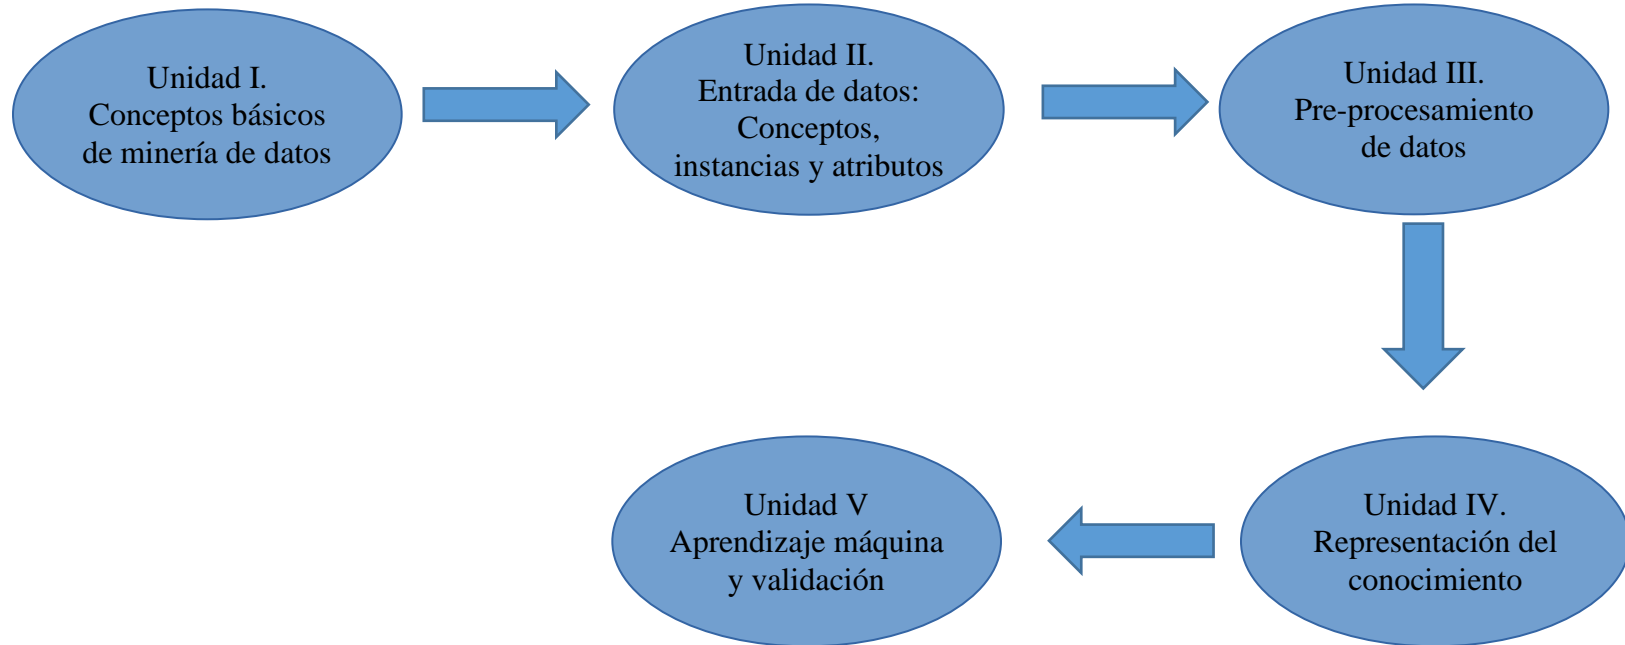 Unidad I.
Conceptos básicos
de minería de datos
Unidad II.
Entrada de datos:
Conceptos,
instancias y atributos
Unidad III.
Pre-procesamiento
de datos
Unidad IV.
Representación del
conocimiento
Unidad V
Aprendizaje máquina
y validación